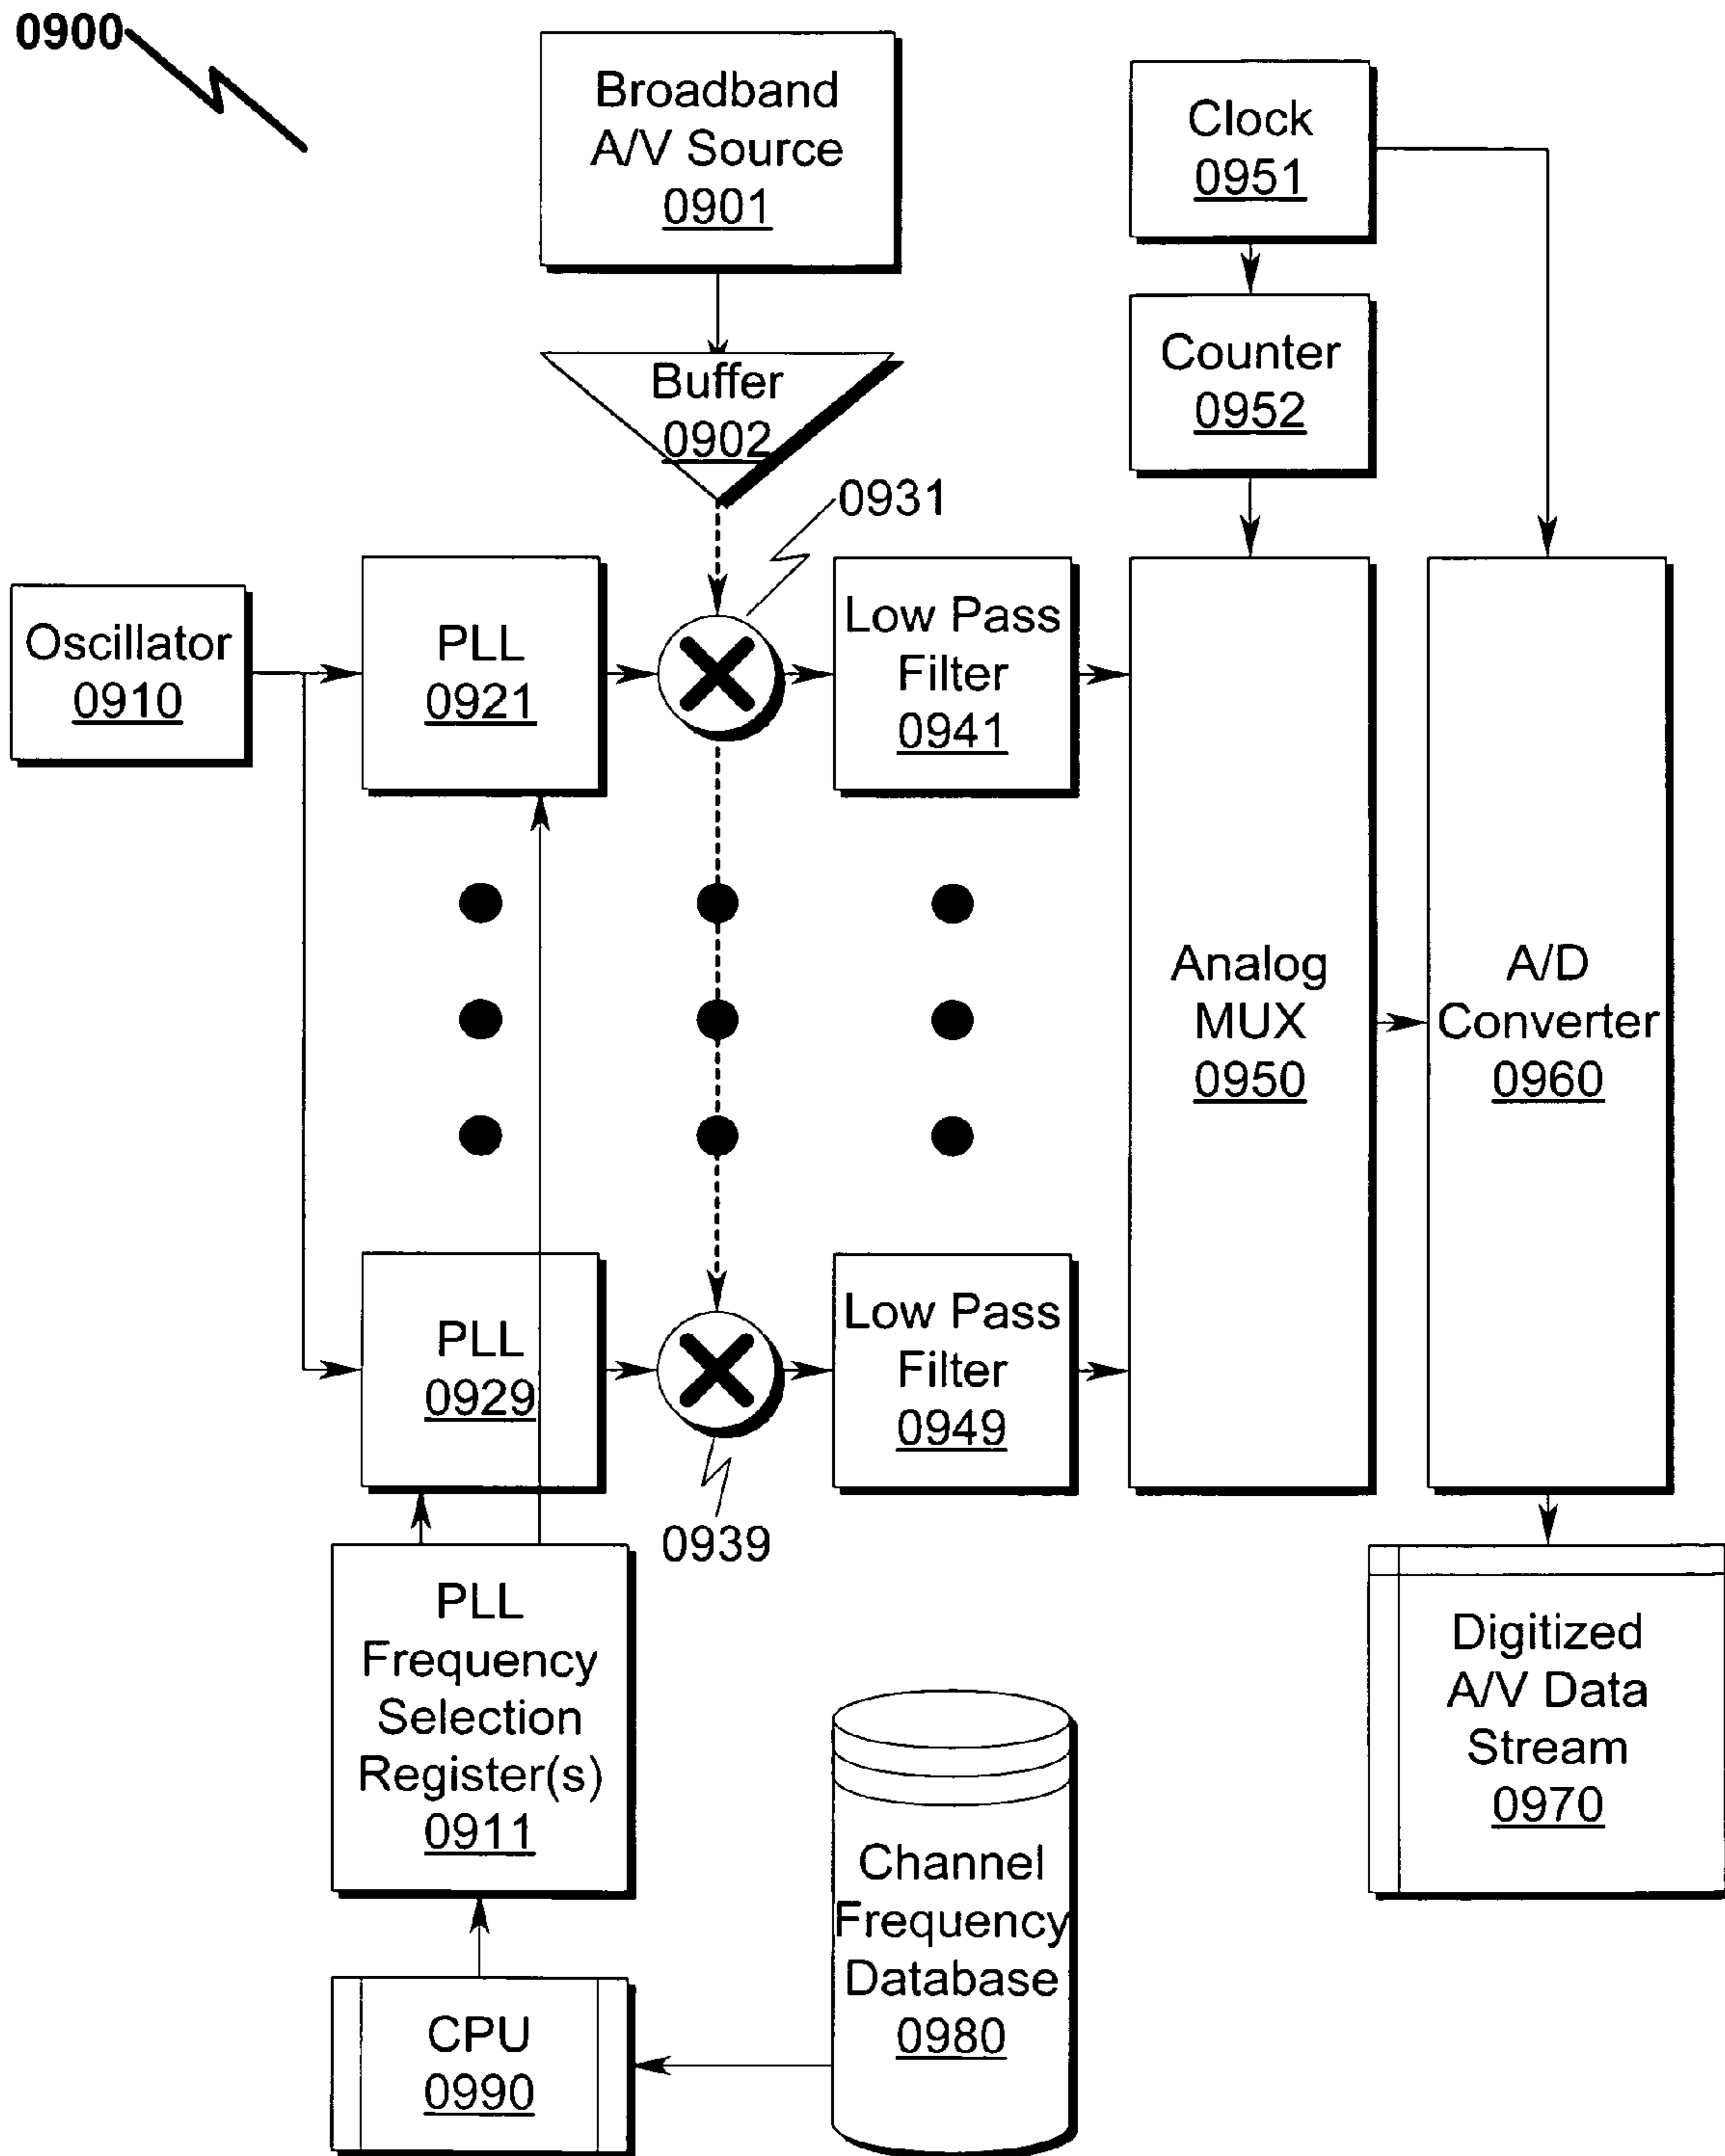 0900
Broadband
A/V Source
0901
Clock
0951
Buffer
0902
Counter
0952
0931
Oscillator
0910
PLL
0921
Low Pass
Filter
0941
Analog
MUX
0950
A/D
Converter
0960
PLL
0929
Low Pass
Filter
0949
0939
PLL
Frequency
Selection
Register(s)
0911
Digitized
A/V Data
Stream
0970
Channel
Frequency
Database
0980
CPU
0990